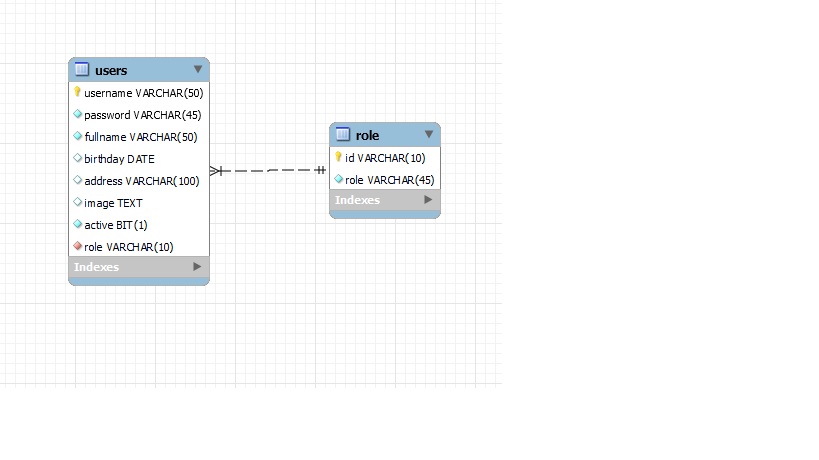 users
username VARCHAR(50)
password VARCHAR(45)
fullname VARCHAR(50)
birthday DATE
address VARCHAR(100)
image TEXT
active BIT(1)
role VARCHAR(10)
Indexes
role
id VARCHAR(10)
role VARCHAR(45)
Indexes